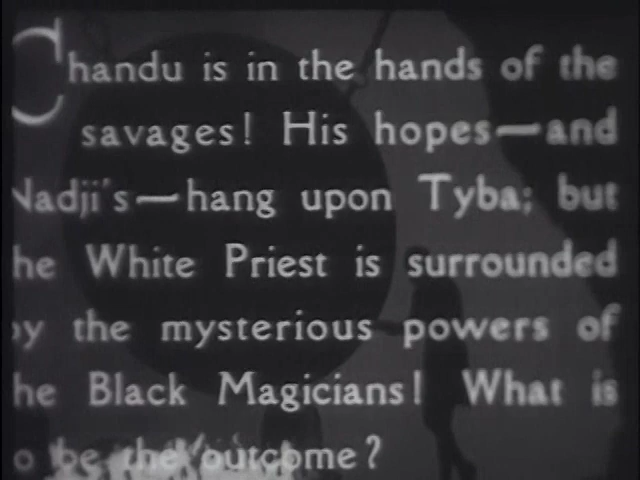 Chandu is in the hands of the
savages! His hopes—and
Nadji's—hang upon Tyba; but
he White Priest is surrounded
y the mysterious powers of
he Black Magicians! What is
o be the outcome?